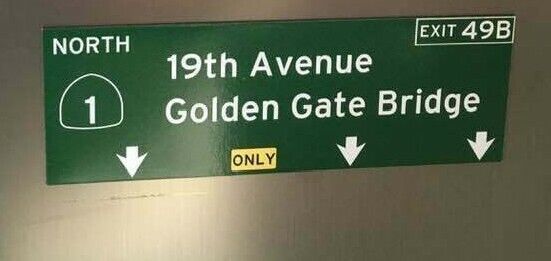 NORTH
EXIT 49B
1
19th Avenue
Golden Gate Bridge
ONLY